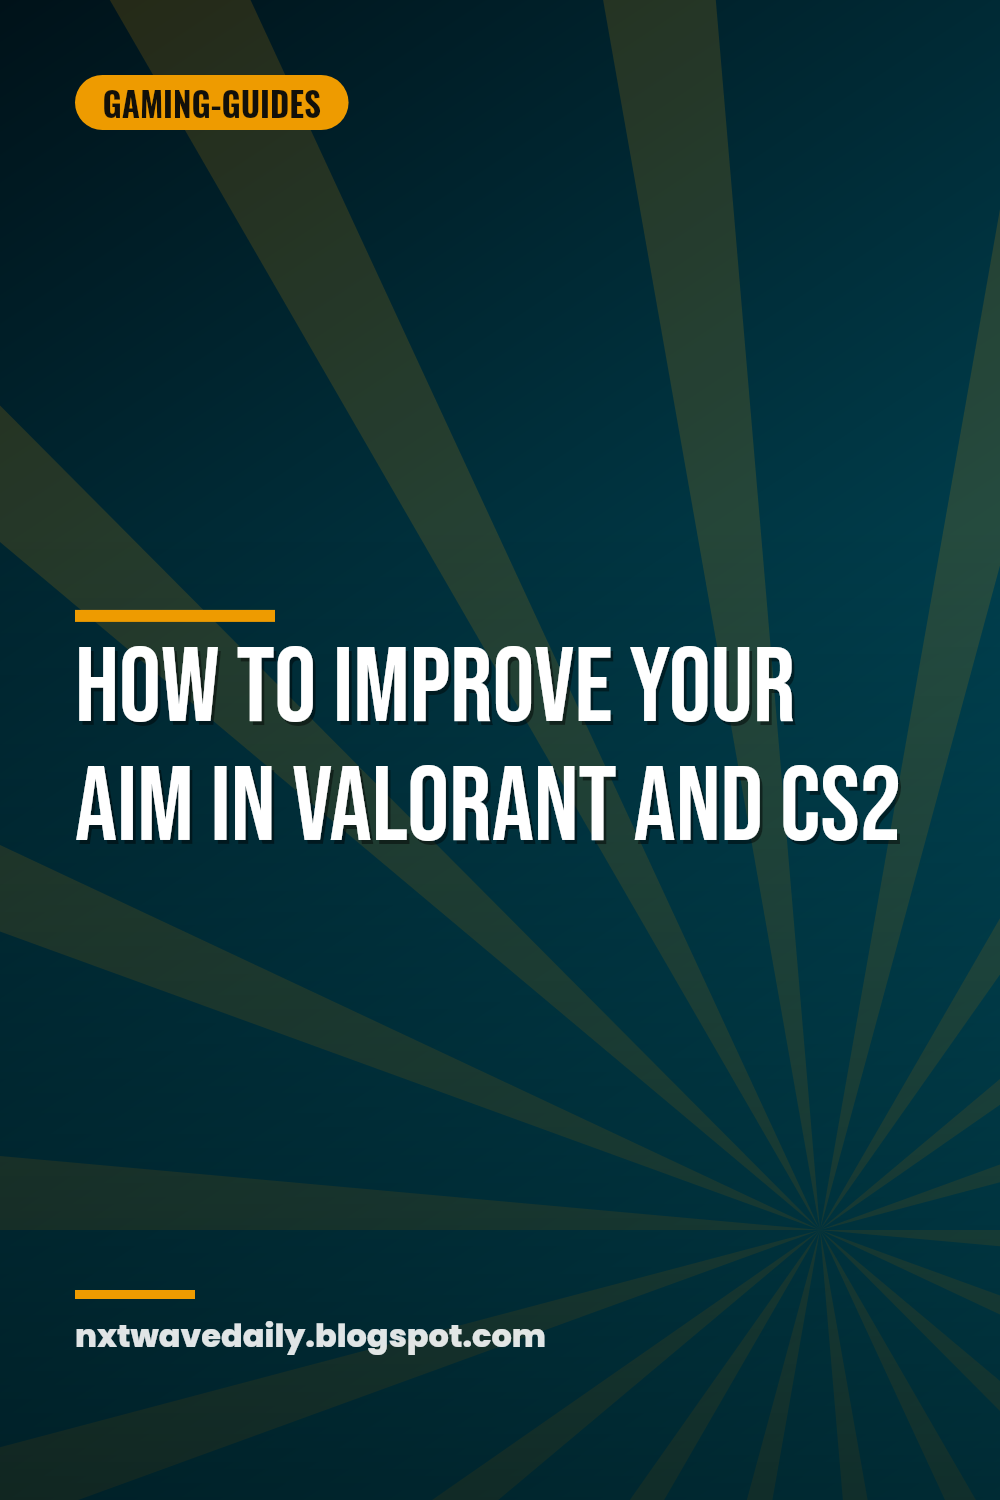 GAMING-GUIDES
HOW TO IMPROVE YOUR
AIM IN VALORANT AND CS2
nxtwavedaily.blogspot.com